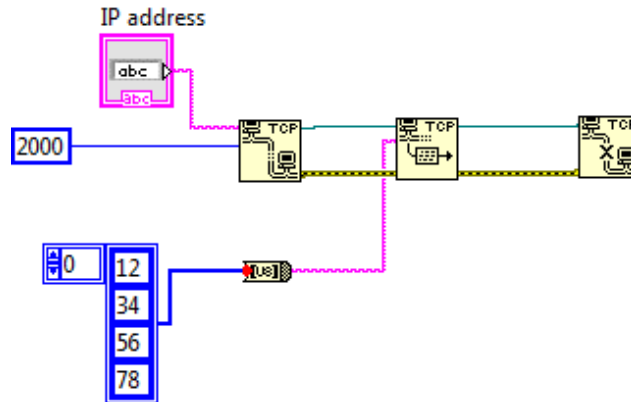 IP address
abc
abc
TCP
TCP
TCP
2000
[U8]
0
12
34
56
78